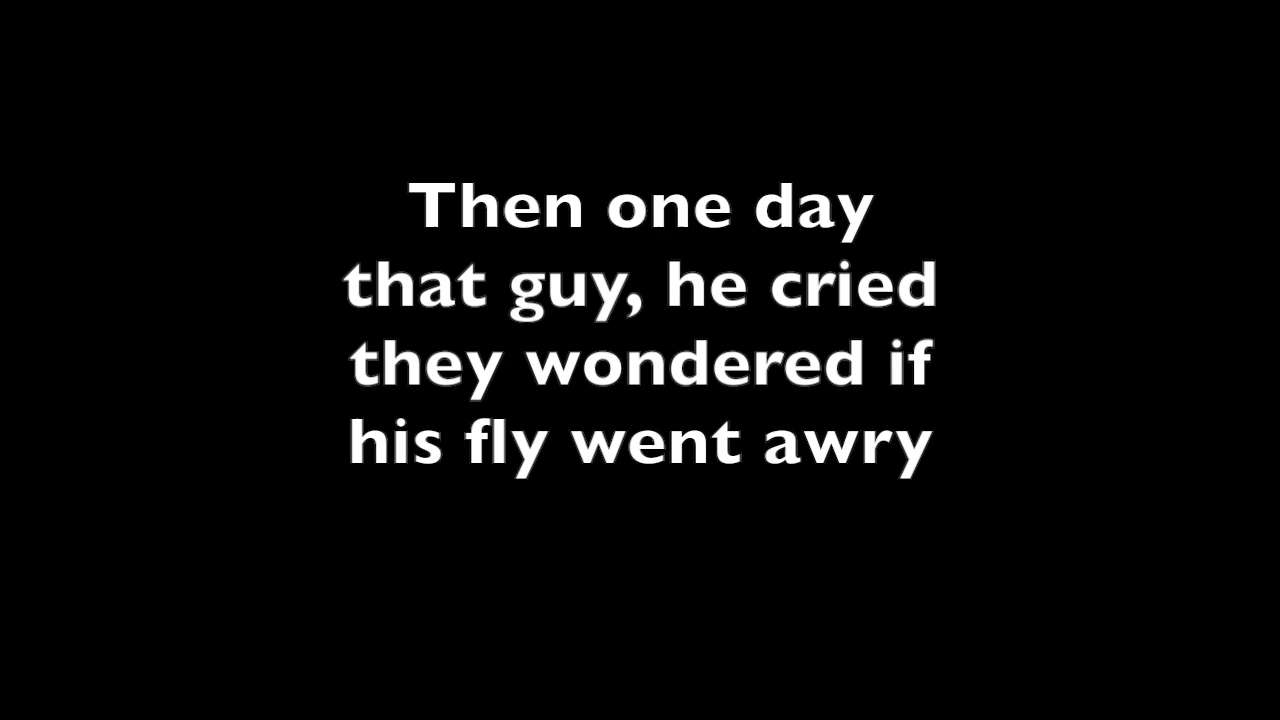 Then one day
that guy, he cried
they wondered if
his fly went awry